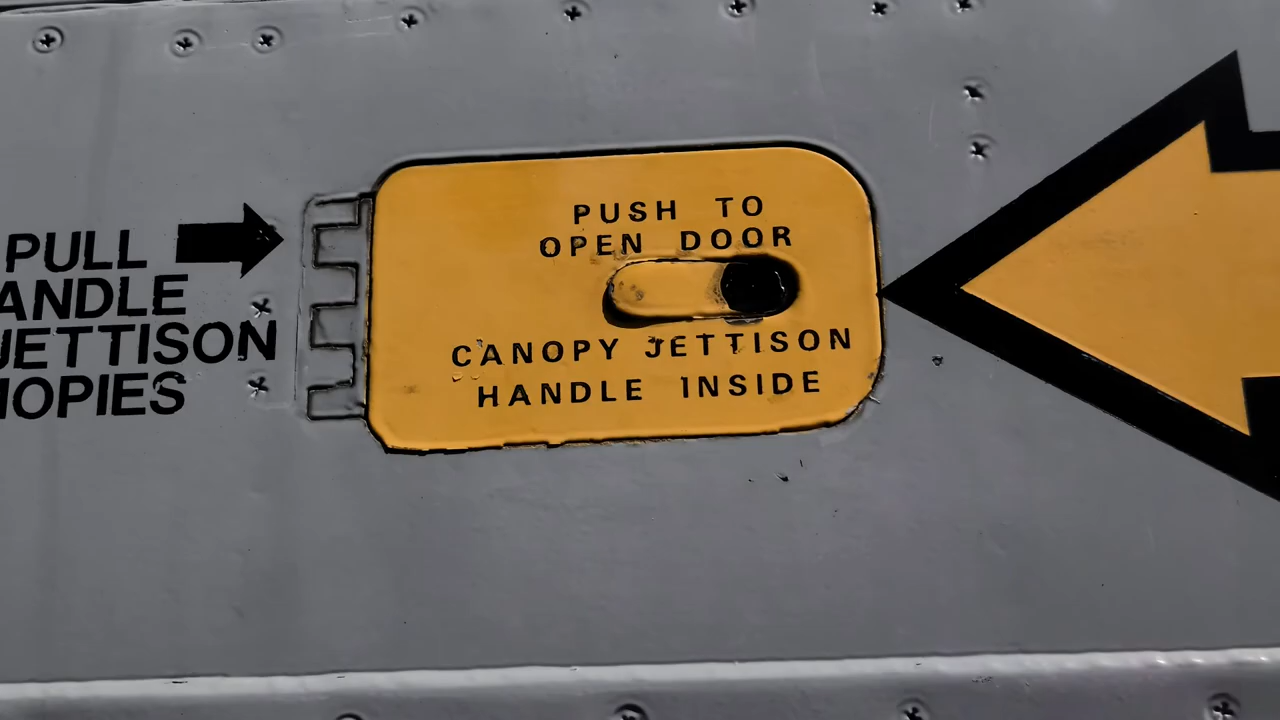 PULL
ANDLE
JETTISON
NOPIES
PUSH TO
OPEN DOOR
CANOPY JETTISON
HANDLE INSIDE